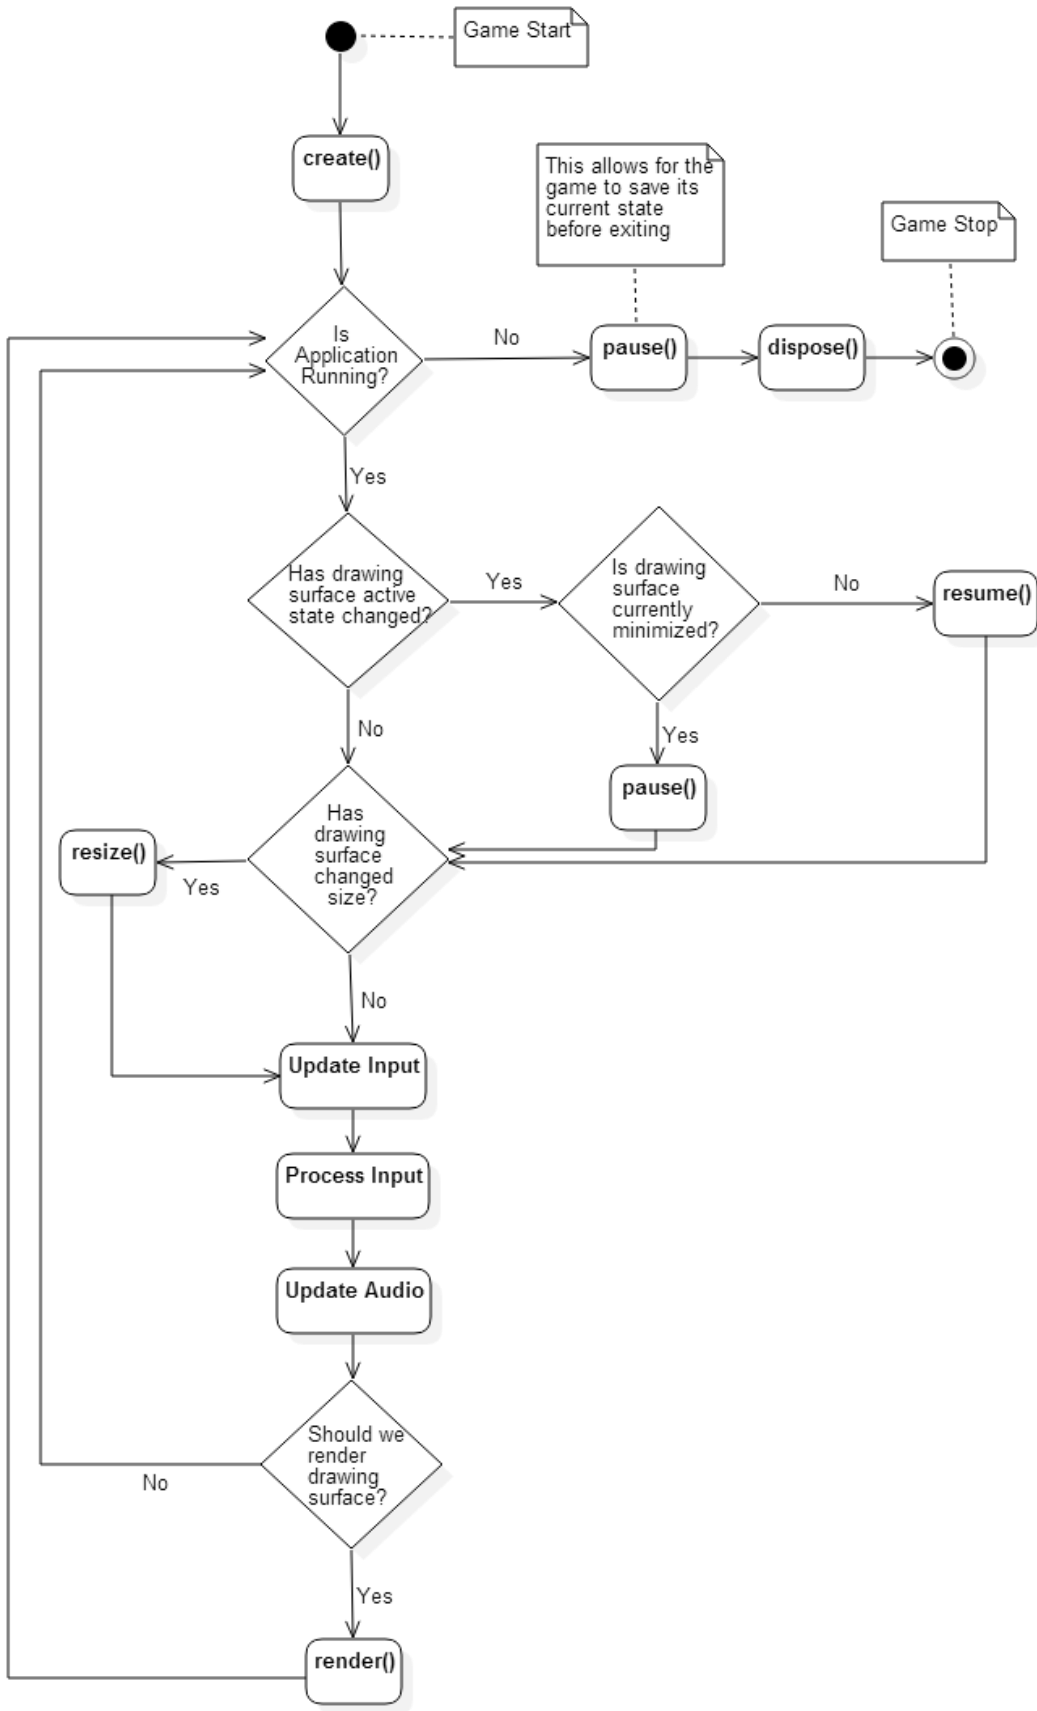 Game Start
create()
This allows for the
game to save its
current state
before exiting
Game Stop
Is
Application
Running?
No
pause()
dispose()
Yes
Has drawing
surface active
state changed?
Yes
Is drawing
surface
currently
minimized?
No
resume()
No
Yes
pause()
Has
drawing
surface
changed
size?
resize()
Yes
No
Update Input
Process Input
Update Audio
Should we
render
drawing
surface?
No
Yes
render()